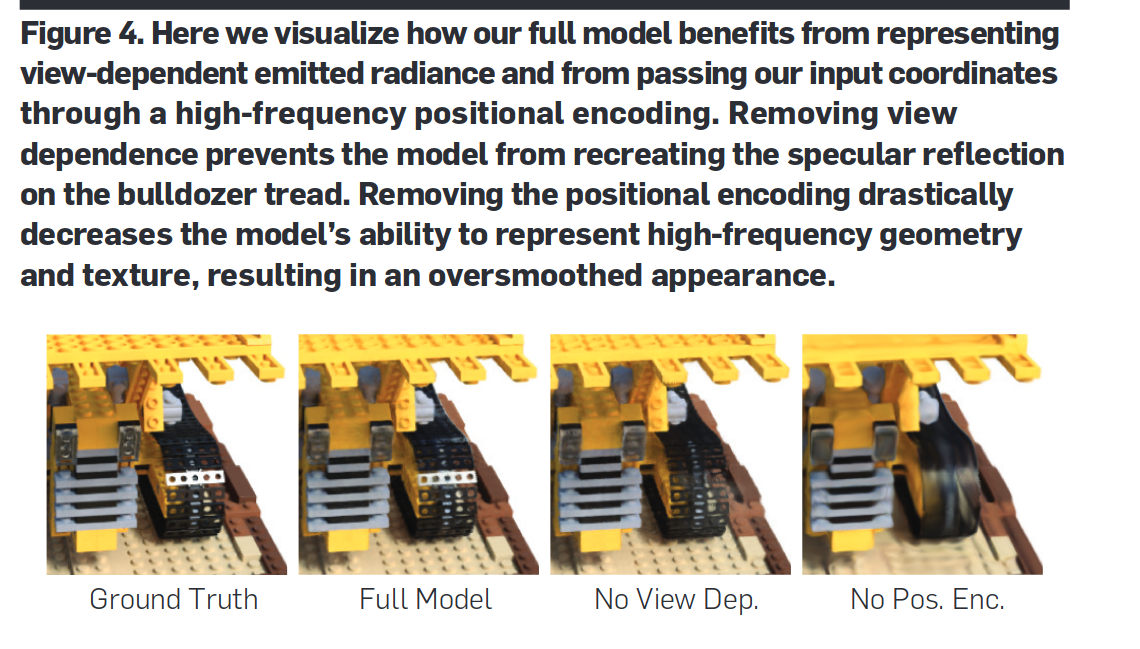 Figure 4. Here we visualize how our full model benefits from representing
view-dependent emitted radiance and from passing our input coordinates
through a high-frequency positional encoding. Removing view
dependence prevents the model from recreating the specular reflection
on the bulldozer tread. Removing the positional encoding drastically
decreases the model’s ability to represent high-frequency geometry
and texture, resulting in an oversmoothed appearance.
Ground Truth
Full Model
No View Dep.
No Pos. Enc.